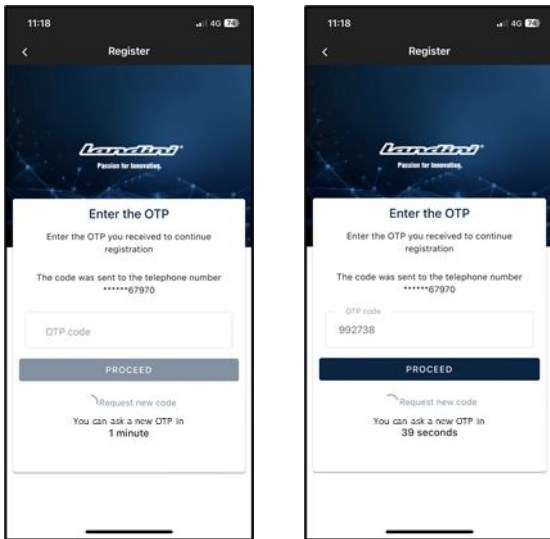 11:18
4G 74
Register
Landini
Passion for Innovating.
Enter the OTP
Enter the OTP you received to continue
registration
The code was sent to the telephone number
******67970
OTP code
PROCEED
Request new code
You can ask a new OTP in
1 minute
11:18
4G 74
Register
Landini
Passion for Innovating.
Enter the OTP
Enter the OTP you received to continue
registration
The code was sent to the telephone number
******67970
OTP code
992738
PROCEED
Request new code
You can ask a new OTP in
39 seconds